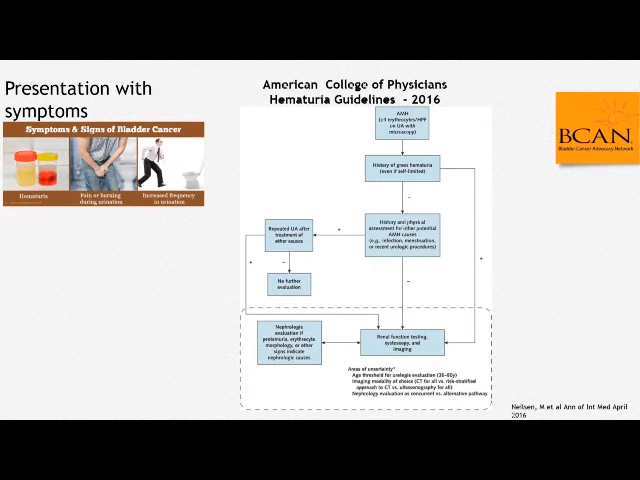 Presentation with
symptoms
Symptoms & Signs of Bladder Cancer
Hematuria
Pain or burning
during urination
Increased frequency
in urination
American College of Physicians
Hematuria Guidelines - 2016
AMH
(≥3 erythrocytes/HPF
on UA with
microscopy)
History of gross hematuria
(even if self-limited)
–
+
History and physical
assessment for other potential
AMH causes
(e.g., infection, menstruation,
or recent urologic procedures)
+
Repeated UA after
treatment of
other causes
+
–
–
No further
evaluation
Nephrologic
evaluation if
proteinuria, erythrocyte
morphology, or other
signs indicate
nephrologic causes
Renal function testing,
cystoscopy, and
imaging
Areas of uncertainty*
Age threshold for urologic evaluation (35–60y)
Imaging modality of choice (CT for all vs. risk-stratified
approach to CT vs. ultrasonography for all)
Nephrology evaluation as concurrent vs. alternative pathway
BCAN
Bladder Cancer Advocacy Network
Neilsen, M et al Ann of Int Med April
2016